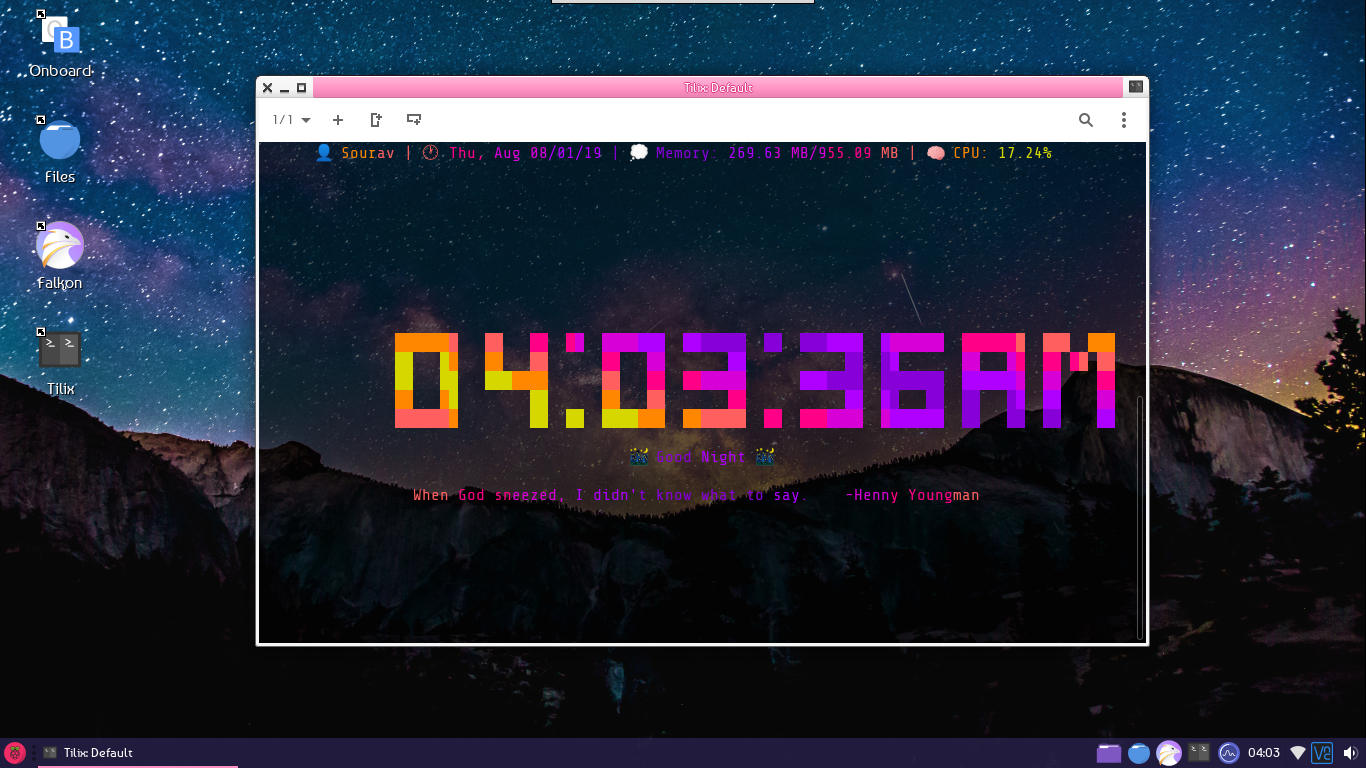 Onboard
Files
Falkon
Tilix
Tilix: Default
1 / 1
👤 Sourav | 🕐 Thu, Aug 08/01/19 | 💭 Memory: 269.63 MB/955.09 MB | 🧠 CPU: 17.24%
04:03:36AM
🎆 Good Night 🎆
When God sneezed, I didn't know what to say. -Henny Youngman
Tilix: Default
04:03